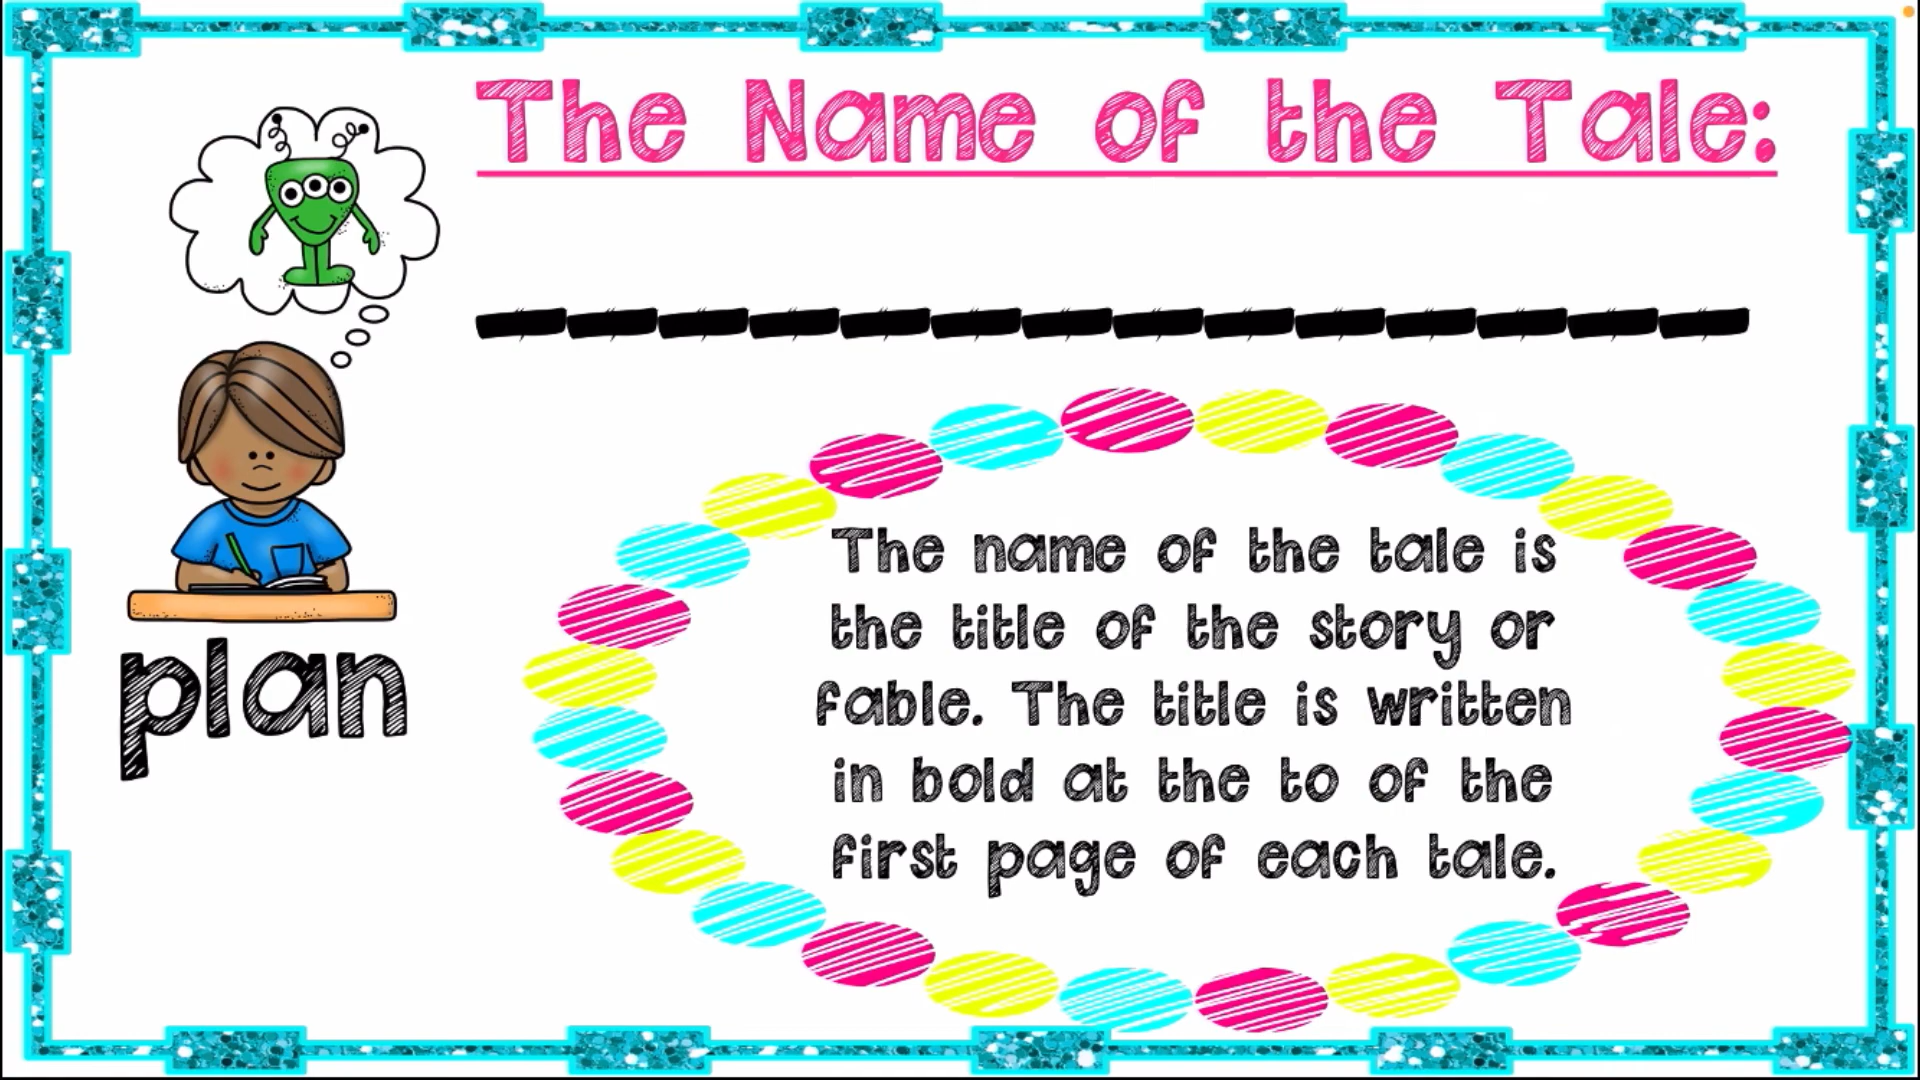 The Name of the Tale:
plan
The name of the tale is
the title of the story or
fable. The title is written
in bold at the to of the
first page of each tale.